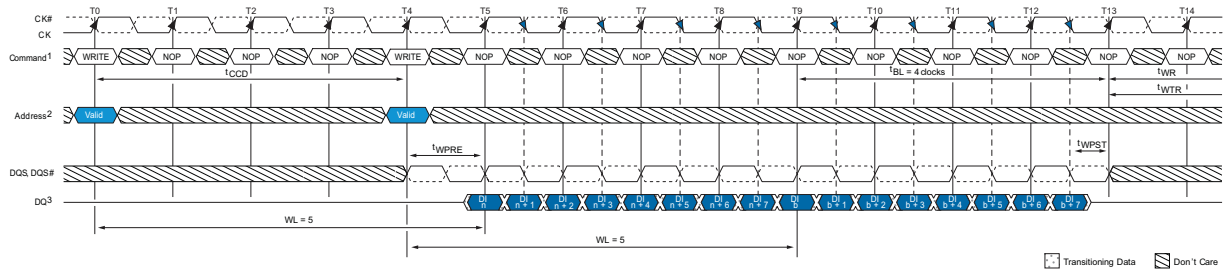 T0 T1 T2 T3 T4 T5 T6 T7 T8 T9 T10 T11 T12 T13 T14
CK#
CK
Command1 WRITE NOP NOP NOP WRITE NOP NOP NOP NOP NOP NOP NOP NOP NOP NOP
tCCD tBL = 4 clocks tWR
tWTR
Address2 Valid Valid
tWPRE tWPST
DQS, DQS#
DQ3 DI n DI n + 1 DI n + 2 DI n + 3 DI n + 4 DI n + 5 DI n + 6 DI n + 7 DI b DI b + 1 DI b + 2 DI b + 3 DI b + 4 DI b + 5 DI b + 6 DI b + 7
WL = 5
WL = 5
Transitioning Data Don't Care